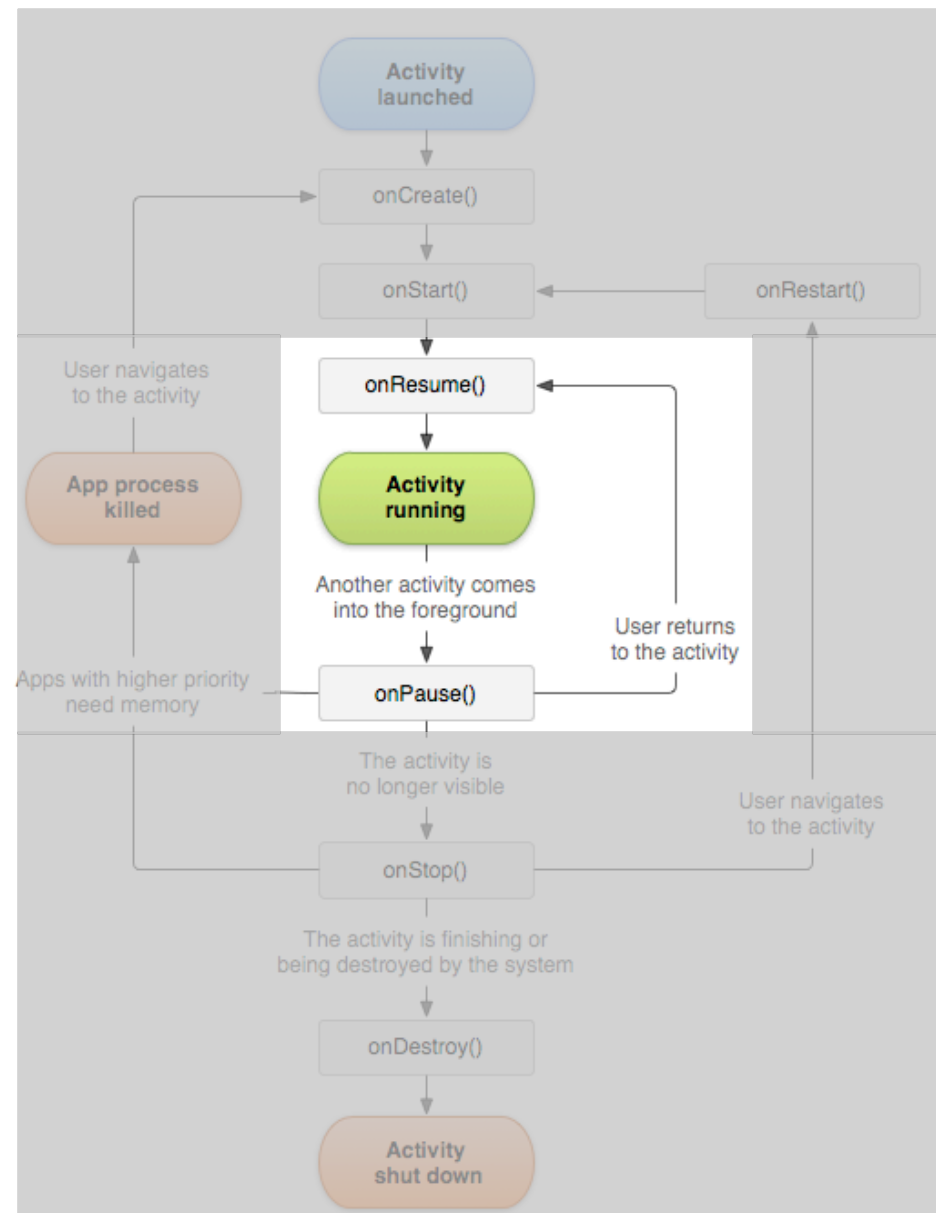 Activity
launched
onCreate()
onStart()
onRestart()
User navigates
to the activity
onResume()
App process
killed
Activity
running
Another activity comes
into the foreground
User returns
to the activity
Apps with higher priority
need memory
onPause()
The activity is
no longer visible
User navigates
to the activity
onStop()
The activity is finishing or
being destroyed by the system
onDestroy()
Activity
shut down